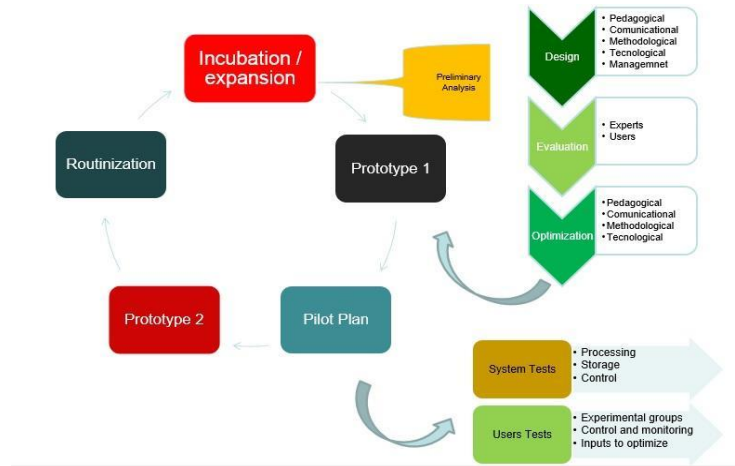 Incubation /
expansion
Preliminary
Analysis
Prototype 1
Pilot Plan
Prototype 2
Routinization
Design
• Pedagogical
• Comunicational
• Methodological
• Tecnological
• Managemnet
Evaluation
• Experts
• Users
Optimization
• Pedagogical
• Comunicational
• Methodological
• Tecnological
System Tests
• Processing
• Storage
• Control
Users Tests
• Experimental groups
• Control and monitoring
• Inputs to optimize